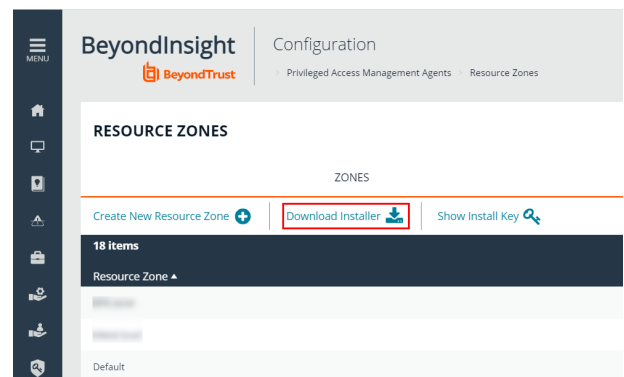 MENU
BeyondInsight
BeyondTrust
Configuration
Privileged Access Management Agents Resource Zones
RESOURCE ZONES
ZONES
Create New Resource Zone Download Installer Show Install Key
18 items
Resource Zone
Default